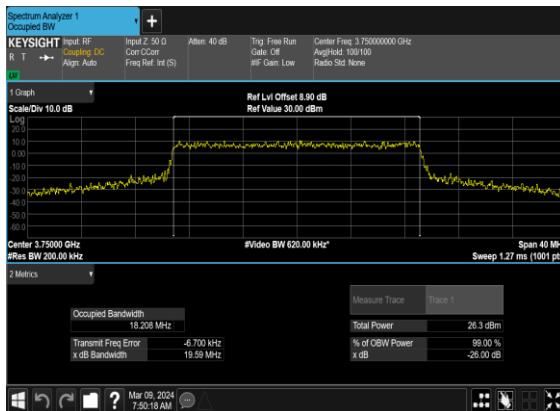 Spectrum Analyzer 1
Occupied BW
+
KEYSIGHT Input: RF Input Z: 50 Ω Atten: 40 dB Trig: Free Run Center Freq: 3.750000000 GHz
R T Coupling: DC Corr CCorr Gate: Off Avg|Hold: 100/100
Align: Auto Freq Ref: Int (S) #IF Gain: Low Radio Std: None
1 Graph
Ref Lvl Offset 8.90 dB
Scale/Div 10.0 dB Ref Value 30.00 dBm
Log
20.0
10.0
0.00
-10.0
-20.0
-30.0
-40.0
-50.0
-60.0
Center 3.75000 GHz #Video BW 620.00 kHz* Span 40 MH
#Res BW 200.00 kHz Sweep 1.27 ms (1001 pt
2 Metrics
Measure Trace Trace 1
Occupied Bandwidth
18.208 MHz
Total Power 26.3 dBm
Transmit Freq Error -6.700 kHz % of OBW Power 99.00 %
x dB Bandwidth 19.59 MHz x dB -26.00 dB
?
Mar 09, 2024
7:50:18 AM